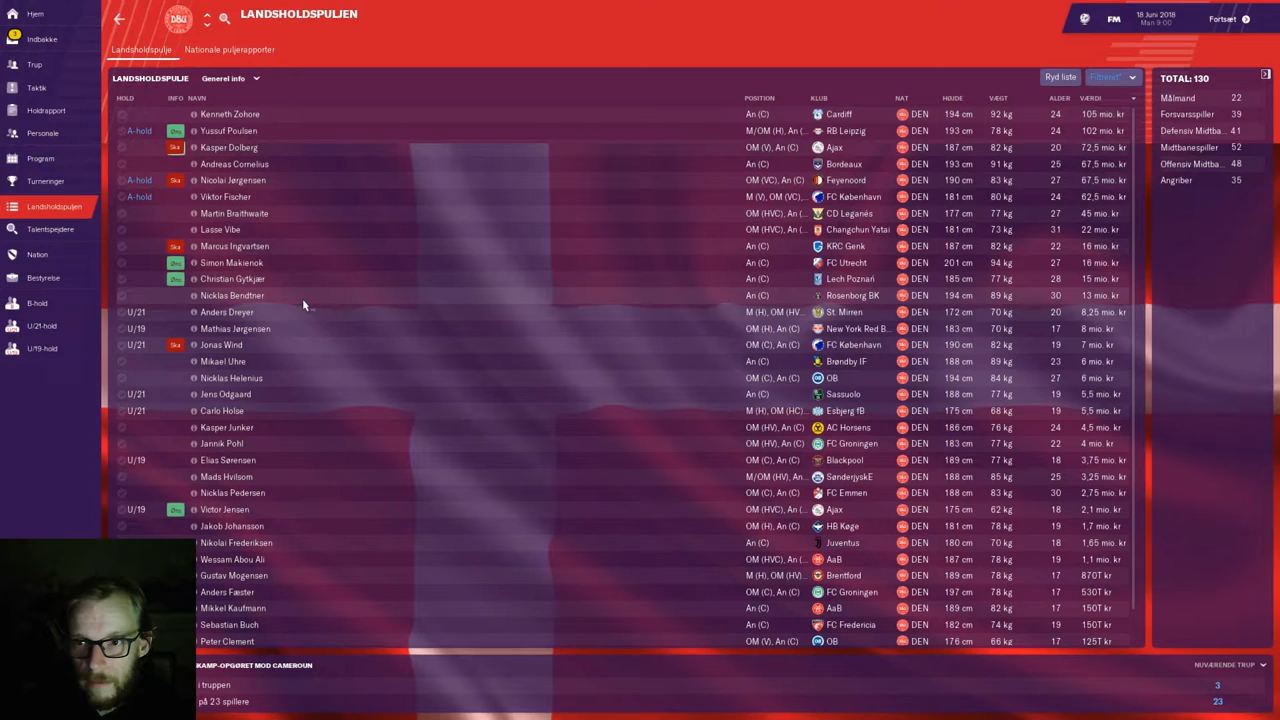 Hjem
LANDSHOLDSPULJEN
18 Juni 2018
Man 9:00
FM
Fortsæt
3
Indbakke
Landsholdspulje Nationale puljerapporter
Trup
Taktik
Holdrapport
Personale
Program
Turneringer
Landsholdspuljen
Talentspejdere
Nation
Bestyrelse
B-hold
U/21-hold
U/19-hold
LANDSHOLDSPULJE Generel info Ryd liste Filtreret*
HOLD INFO NAVN POSITION KLUB NAT HØJDE VÆGT ALDER VÆRDI
Kenneth Zohore An (C) Cardiff DEN 194 cm 92 kg 24 105 mio. kr
A-hold Øns Yussuf Poulsen M/OM (H), An (... RB Leipzig DEN 193 cm 78 kg 24 102 mio. kr
Ska Kasper Dolberg OM (V), An (C) Ajax DEN 187 cm 82 kg 20 72,5 mio. kr
Andreas Cornelius An (C) Bordeaux DEN 193 cm 91 kg 25 67,5 mio. kr
A-hold Ska Nicolai Jørgensen OM (VC), An (C) Feyenoord DEN 190 cm 83 kg 27 67,5 mio. kr
A-hold Viktor Fischer M (V), OM (VC),... FC København DEN 181 cm 80 kg 24 62,5 mio. kr
Martin Braithwaite OM (HVC), An (C) CD Leganés DEN 177 cm 77 kg 27 45 mio. kr
Lasse Vibe OM (HVC), An (C) Changchun Yatai DEN 181 cm 73 kg 31 22 mio. kr
Ska Marcus Ingvartsen An (C) KRC Genk DEN 187 cm 82 kg 22 16 mio. kr
Øns Simon Makienok An (C) FC Utrecht DEN 201 cm 94 kg 27 16 mio. kr
Øns Christian Gytkjær An (C) Lech Poznań DEN 185 cm 77 kg 28 15 mio. kr
Nicklas Bendtner An (C) Rosenborg BK DEN 194 cm 89 kg 30 13 mio. kr
U/21 Anders Dreyer M (H), OM (HV... St. Mirren DEN 172 cm 70 kg 20 8,25 mio. kr
U/19 Mathias Jørgensen OM (H), An (C) New York Red B... DEN 183 cm 70 kg 17 8 mio. kr
U/21 Ska Jonas Wind OM (C), An (C) FC København DEN 190 cm 82 kg 19 7 mio. kr
Mikael Uhre An (C) Brøndby IF DEN 188 cm 89 kg 23 6 mio. kr
Nicklas Helenius OM (C), An (C) OB DEN 194 cm 84 kg 27 6 mio. kr
U/21 Jens Odgaard An (C) Sassuolo DEN 188 cm 77 kg 19 5,5 mio. kr
U/21 Carlo Holse M (H), OM (HC)... Esbjerg fB DEN 175 cm 68 kg 19 5,5 mio. kr
Kasper Junker OM (HV), An (C) AC Horsens DEN 186 cm 76 kg 24 4,5 mio. kr
Jannik Pohl OM (HV), An (C) FC Groningen DEN 183 cm 77 kg 22 4 mio. kr
U/19 Elias Sørensen OM (C), An (C) Blackpool DEN 190 cm 77 kg 18 3,75 mio. kr
Mads Hvilsom M/OM (HV), An... SønderjyskE DEN 188 cm 85 kg 25 3,25 mio. kr
Nicklas Pedersen OM (C), An (C) FC Emmen DEN 188 cm 83 kg 30 2,75 mio. kr
U/19 Øns Victor Jensen OM (HVC), An (... Ajax DEN 175 cm 62 kg 18 2,1 mio. kr
Jakob Johansson OM (H), An (C) HB Køge DEN 181 cm 78 kg 19 1,7 mio. kr
Nikolai Frederiksen An (C) Juventus DEN 180 cm 70 kg 18 1,65 mio. kr
Wessam Abou Ali OM (HVC), An (C) AaB DEN 187 cm 78 kg 19 1,1 mio. kr
Gustav Mogensen M (H), OM (HV)... Brentford DEN 189 cm 78 kg 17 870T kr
Anders Fæster OM (C), An (C) FC Groningen DEN 197 cm 78 kg 17 530T kr
Mikkel Kaufmann An (C) AaB DEN 189 cm 82 kg 17 150T kr
Sebastian Buch An (C) FC Fredericia DEN 182 cm 74 kg 19 150T kr
Peter Clement OM (V), An (C) OB DEN 176 cm 66 kg 17 125T kr
TOTAL: 130
Målmand 22
Forsvarsspiller 39
Defensiv Midtba... 41
Midtbanespiller 52
Offensiv Midtba... 48
Angriber 35
KAMP-OPGØRET MOD CAMEROUN NUVÆRENDE TRUP
i truppen 3
på 23 spillere 23